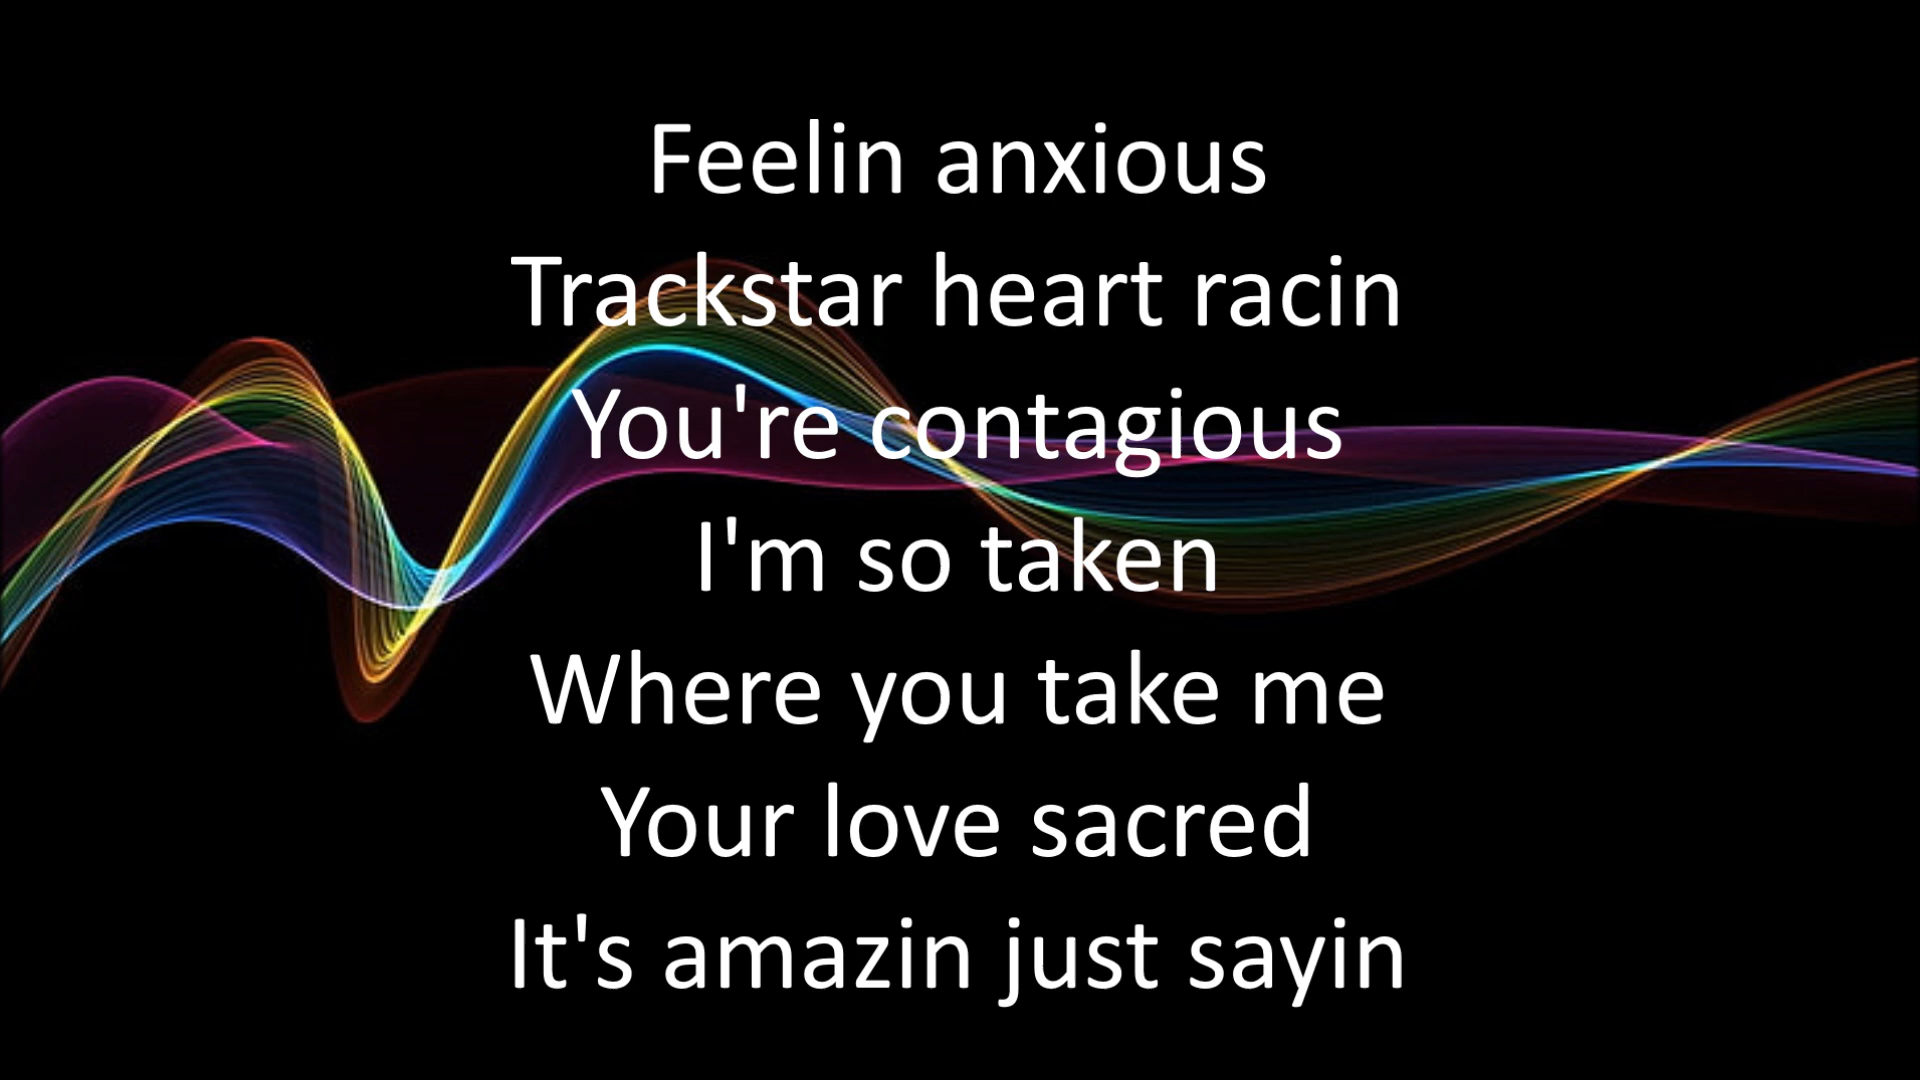 Feelin anxious
Trackstar heart racin
You're contagious
I'm so taken
Where you take me
Your love sacred
It's amazin just sayin